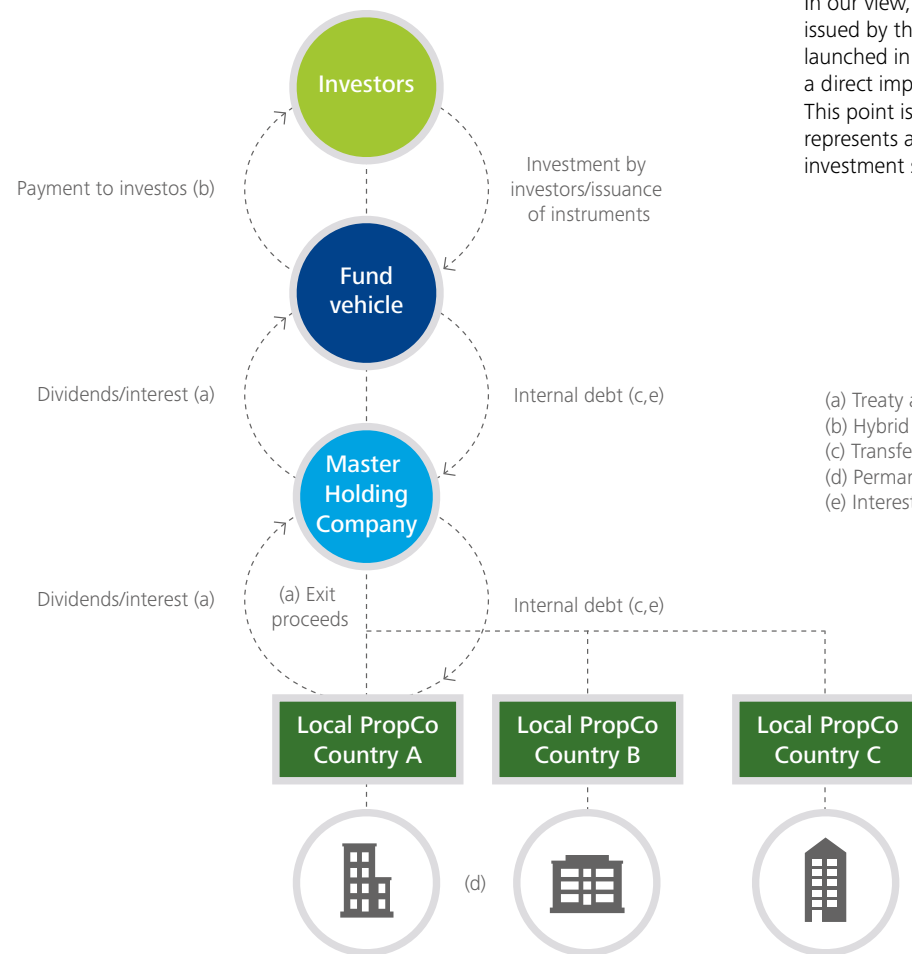 In our view,
issued by th
launched in
a direct imp
This point is
represents a
investment s
Investors
Payment to investos (b)
Investment by
investors/issuance
of instruments
Fund
vehicle
Dividends/interest (a)
Internal debt (c,e)
(a) Treaty a
(b) Hybrid
(c) Transfe
(d) Perman
(e) Interest
Master
Holding
Company
Dividends/interest (a)
(a) Exit
proceeds
Internal debt (c,e)
Local PropCo
Country A
Local PropCo
Country B
Local PropCo
Country C
(d)